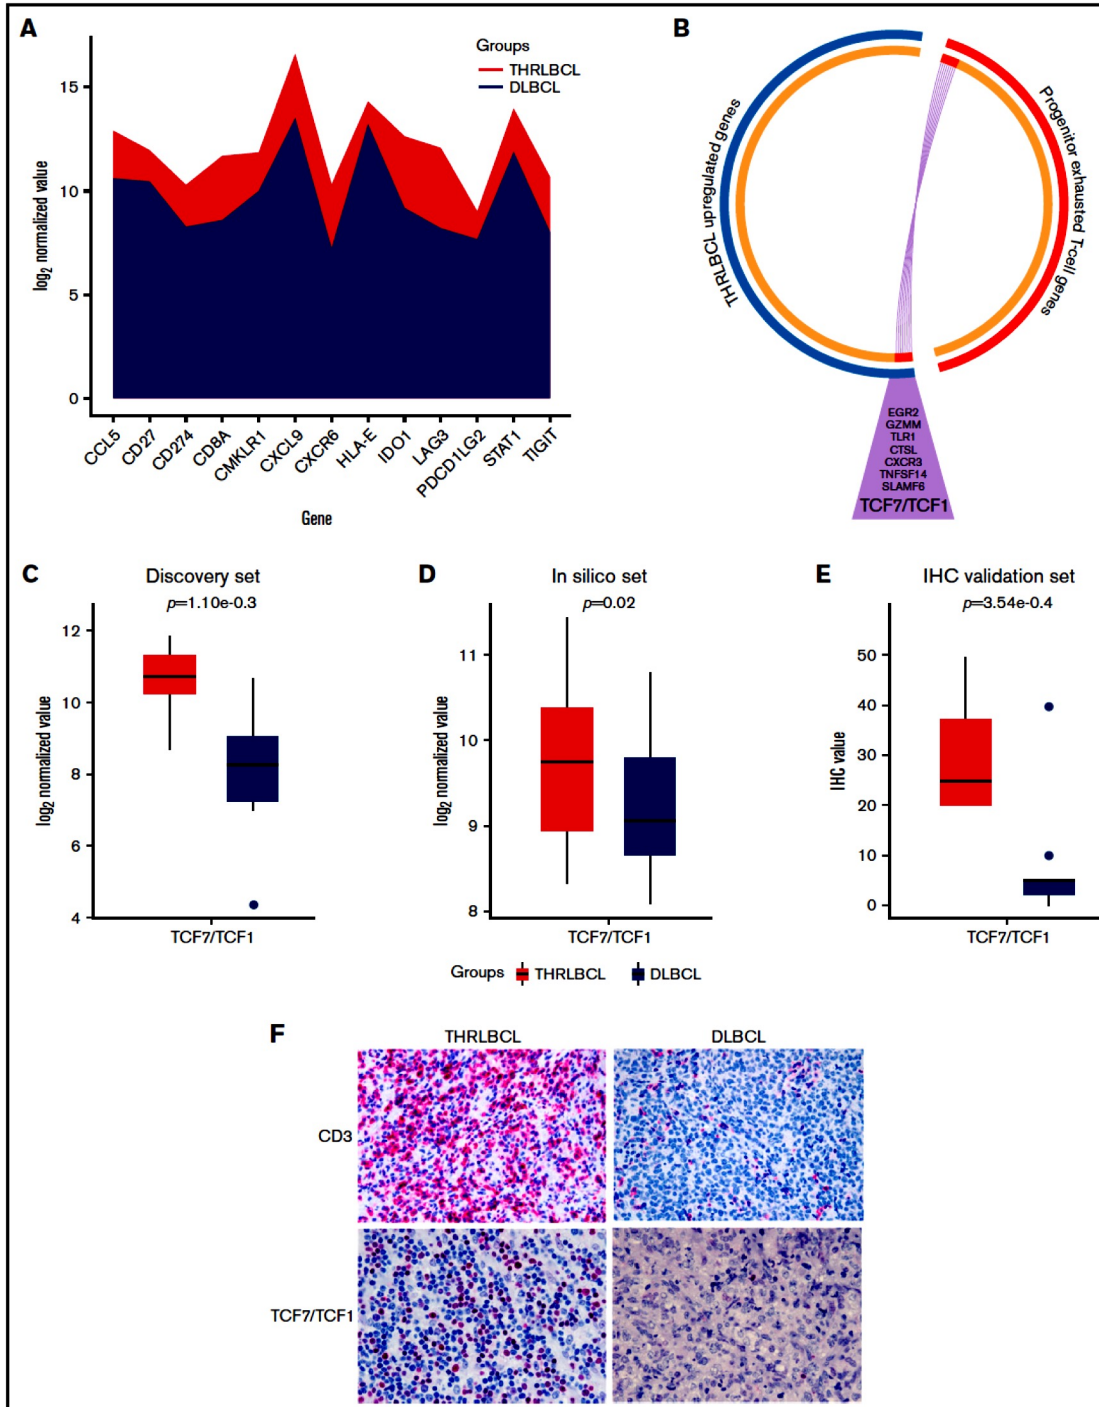 A
Groups
THRLBCL
DLBCL
15
10
5
0
log2 normalized value
CCL5
CD27
CD274
CD8A
CMKLR1
CXCL9
CXCR6
HLA-E
IDO1
LAG3
PDCD1LG2
STAT1
TIGIT
Gene
B
THRLBCL upregulated genes
Progenitor exhausted T-cell genes
EGR2
GZMM
TLR1
CTSL
CXCR3
TNFSF14
SLAMF6
TCF7/TCF1
C
Discovery set
p=1.10e-0.3
12
10
8
6
4
log2 normalized value
TCF7/TCF1
D
In silico set
p=0.02
11
10
9
8
log2 normalized value
TCF7/TCF1
E
IHC validation set
p=3.54e-0.4
50
40
30
20
10
0
IHC value
TCF7/TCF1
Groups THRLBCL DLBCL
F
THRLBCL DLBCL
CD3
TCF7/TCF1